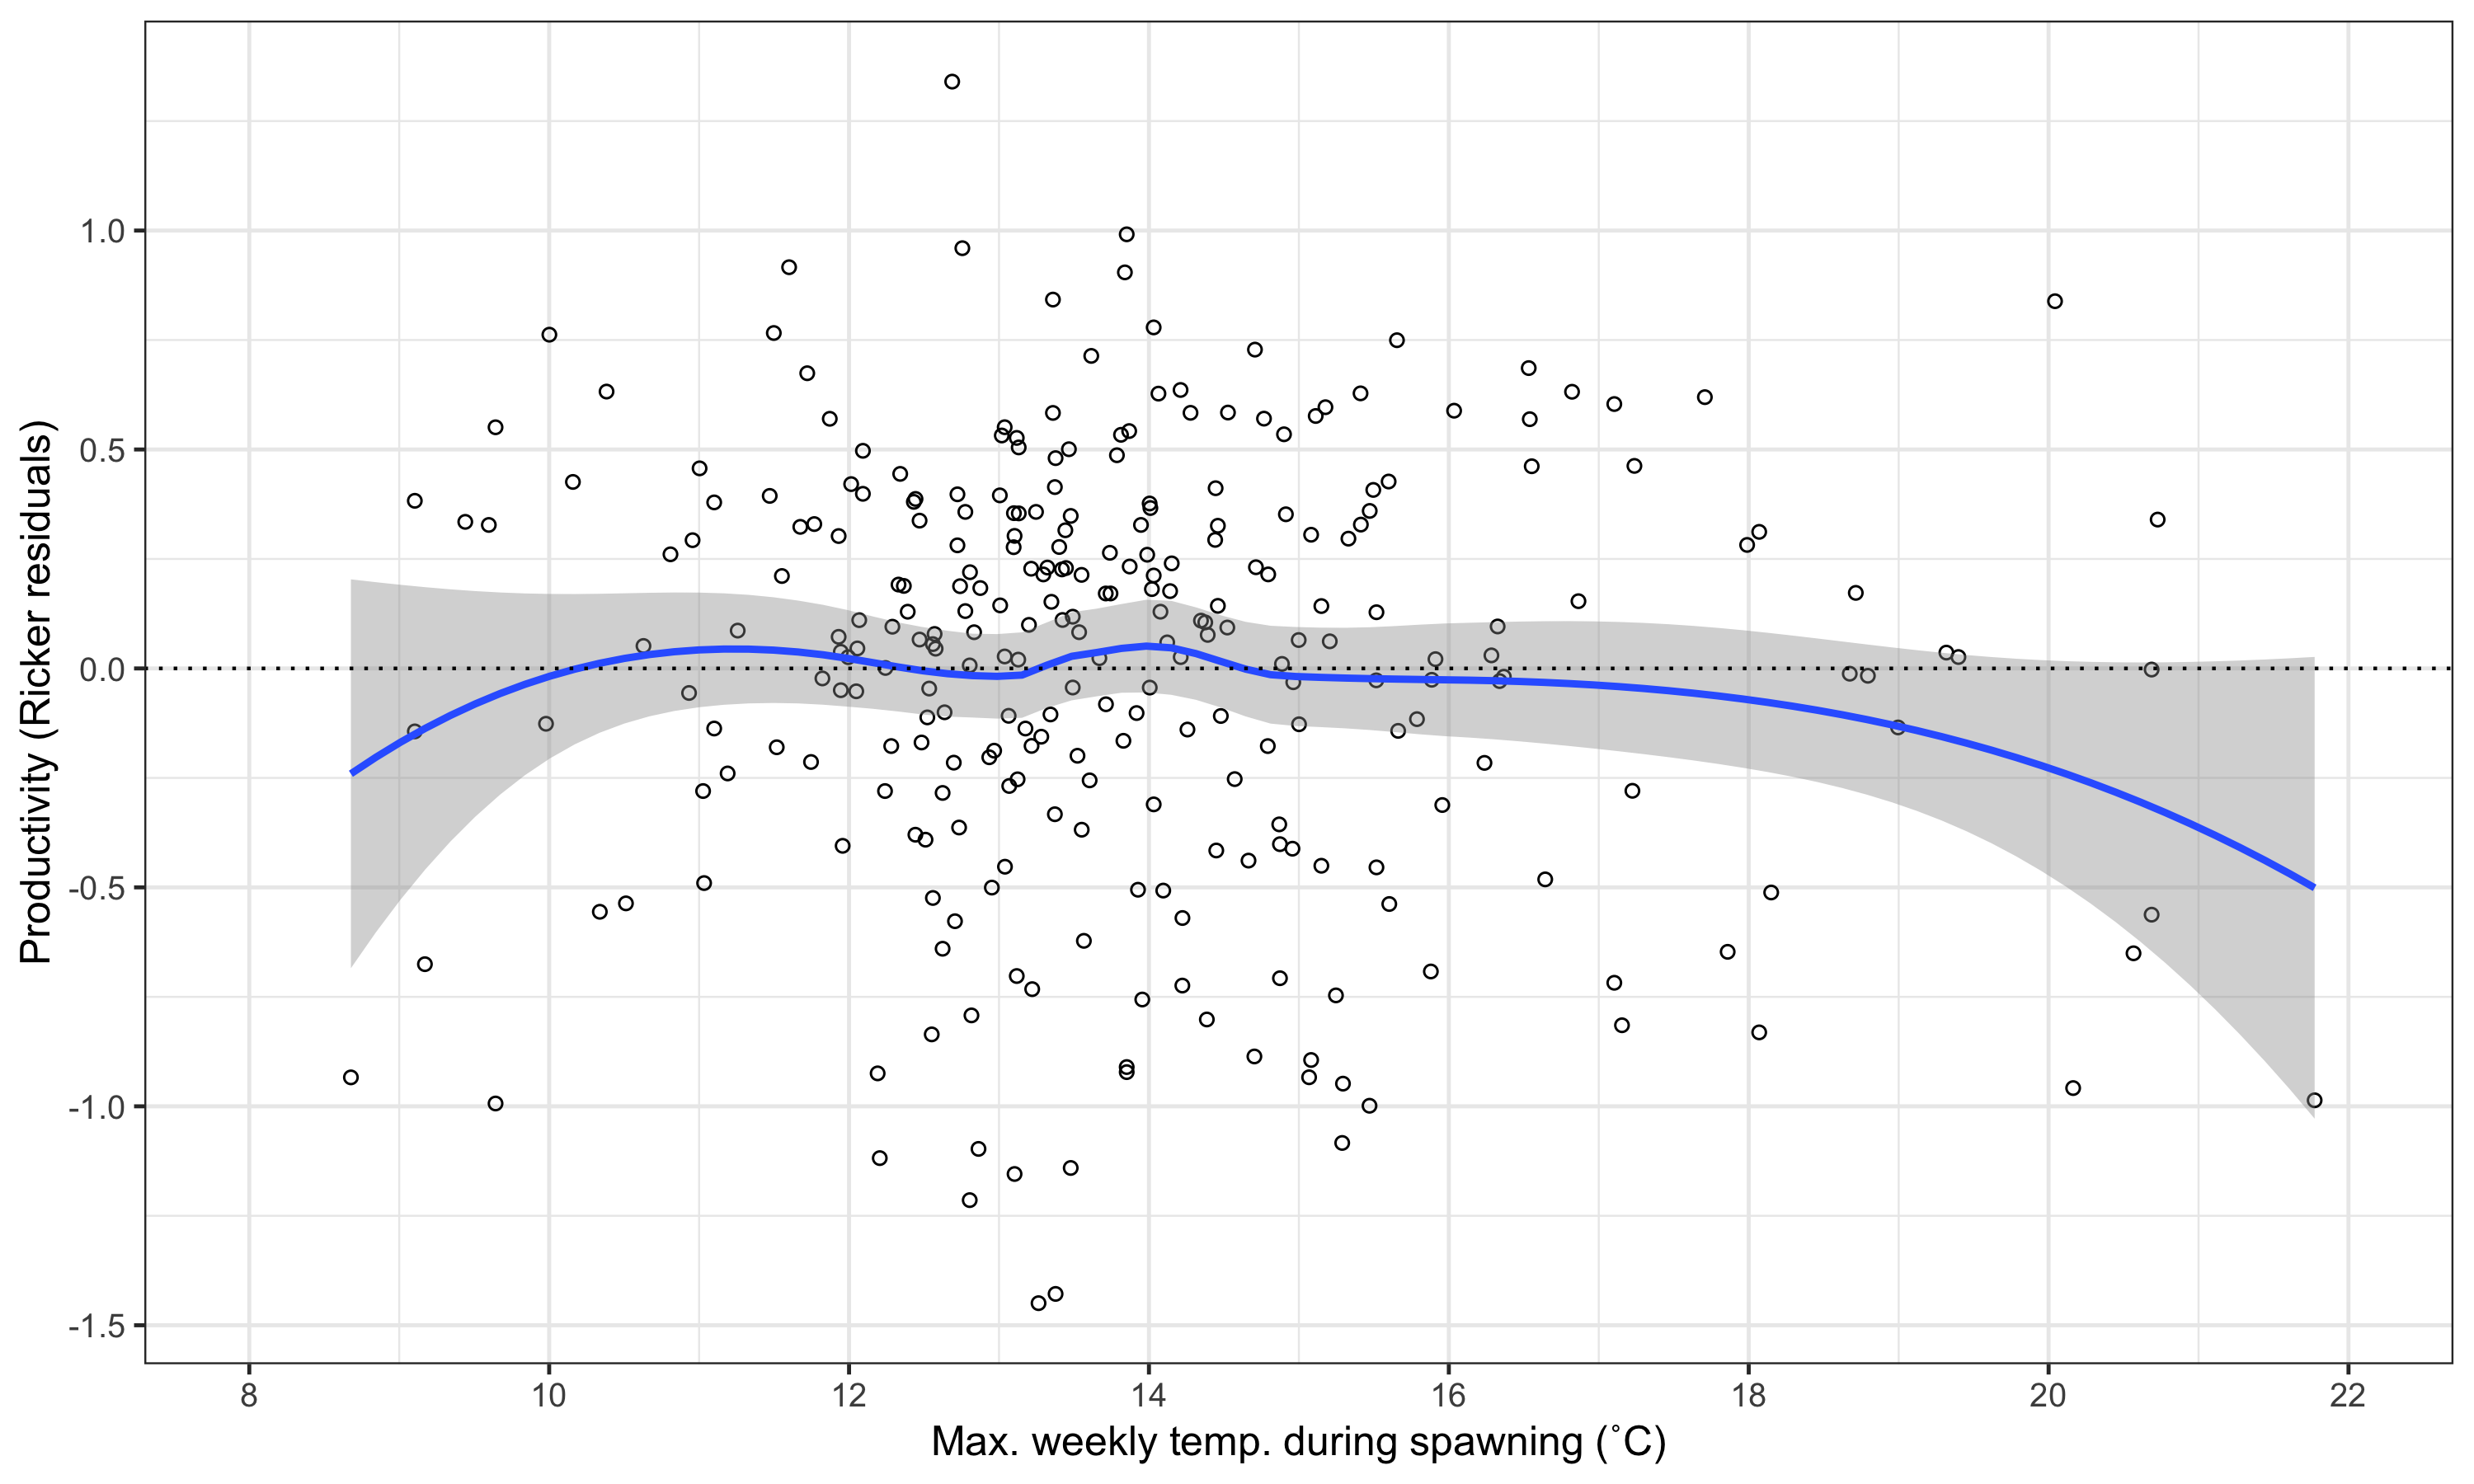 Productivity (Ricker residuals)
1.0
0.5
0.0
-0.5
-1.0
-1.5
8 10 12 14 16 18 20 22
Max. weekly temp. during spawning (˚C)